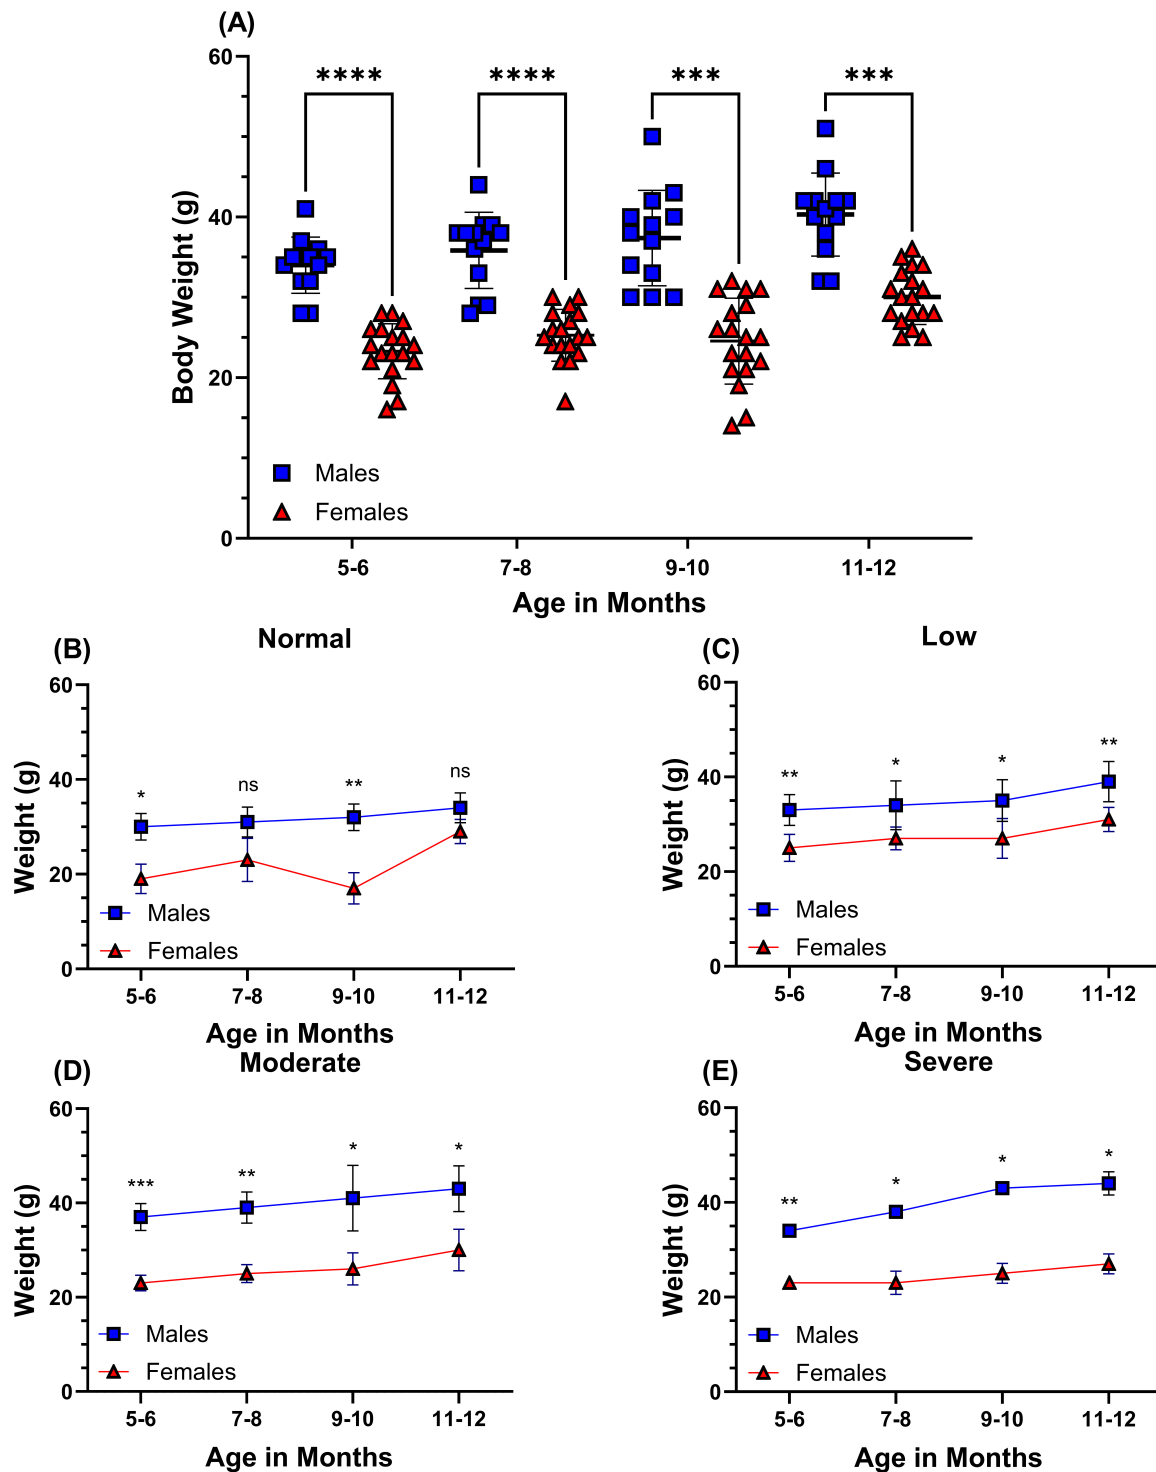 (A)
60
40
20
0
Body Weight (g)
**** **** *** ***
Males
Females
5-6 7-8 9-10 11-12
Age in Months
(B) Normal
60
40
20
0
Weight (g)
* ns ** ns
Males
Females
5-6 7-8 9-10 11-12
Age in Months
(C) Low
60
40
20
0
Weight (g)
** * * **
Males
Females
5-6 7-8 9-10 11-12
Age in Months
(D) Moderate
60
40
20
0
Weight (g)
*** ** * *
Males
Females
5-6 7-8 9-10 11-12
Age in Months
(E) Severe
60
40
20
0
Weight (g)
** * * *
Males
Females
5-6 7-8 9-10 11-12
Age in Months